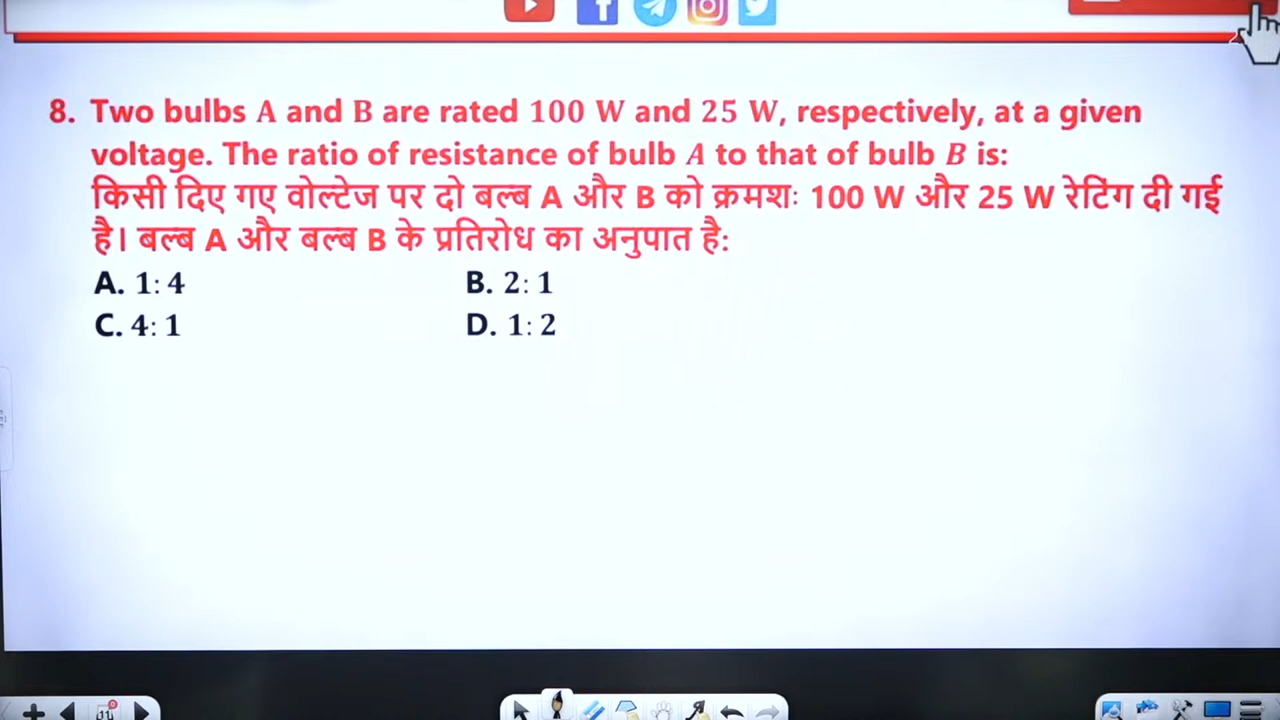 8. Two bulbs A and B are rated 100 W and 25 W, respectively, at a given
voltage. The ratio of resistance of bulb A to that of bulb B is:
किसी दिए गए वोल्टेज पर दो बल्ब A और B को क्रमशः 100 W और 25 W रेटिंग दी गई
है। बल्ब A और बल्ब B के प्रतिरोध का अनुपात है:
A. 1: 4 B. 2: 1
C. 4: 1 D. 1: 2
11